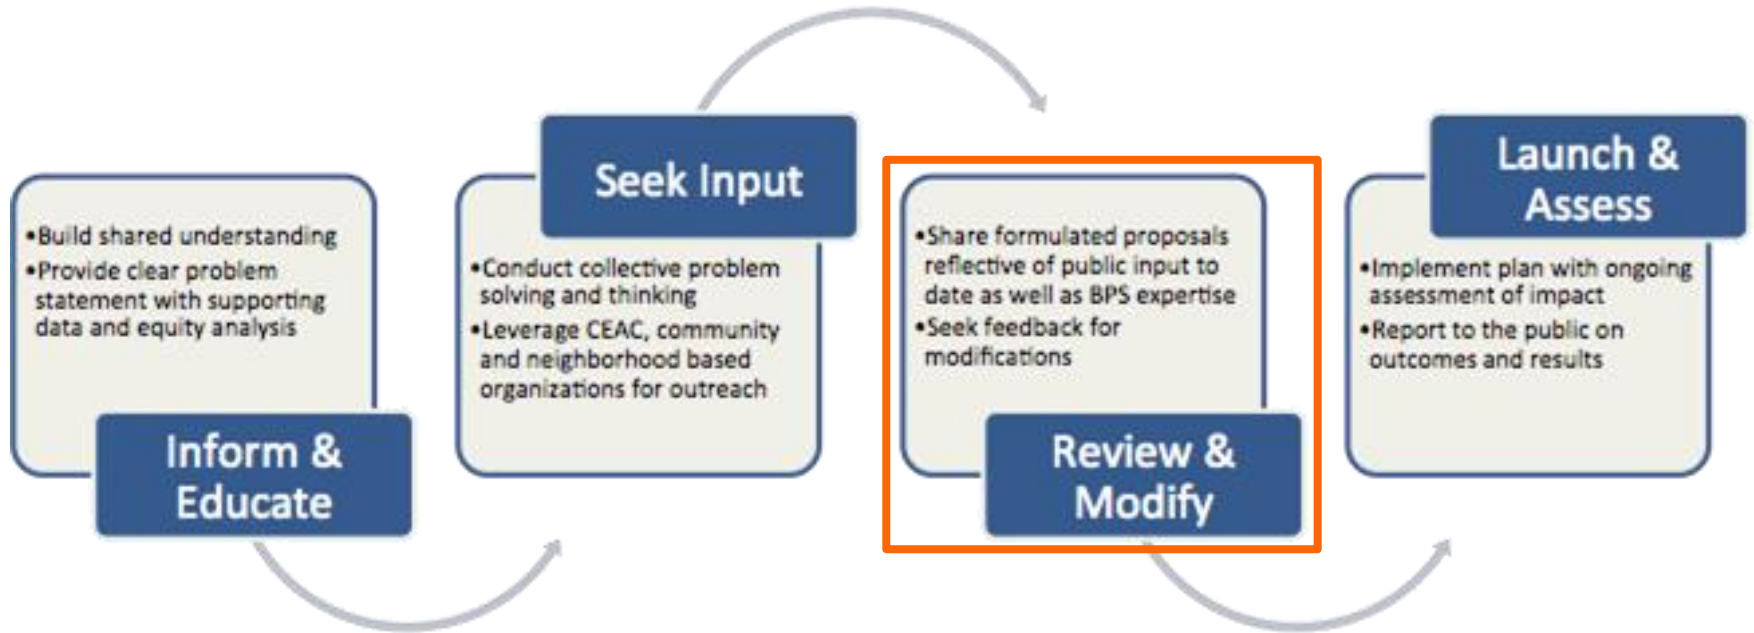 •Build shared understanding
•Provide clear problem
statement with supporting
data and equity analysis
Inform &
Educate
Seek Input
•Conduct collective problem
solving and thinking
•Leverage CEAC, community
and neighborhood based
organizations for outreach
•Share formulated proposals
reflective of public input to
date as well as BPS expertise
•Seek feedback for
modifications
Review &
Modify
Launch &
Assess
•Implement plan with ongoing
assessment of impact
•Report to the public on
outcomes and results